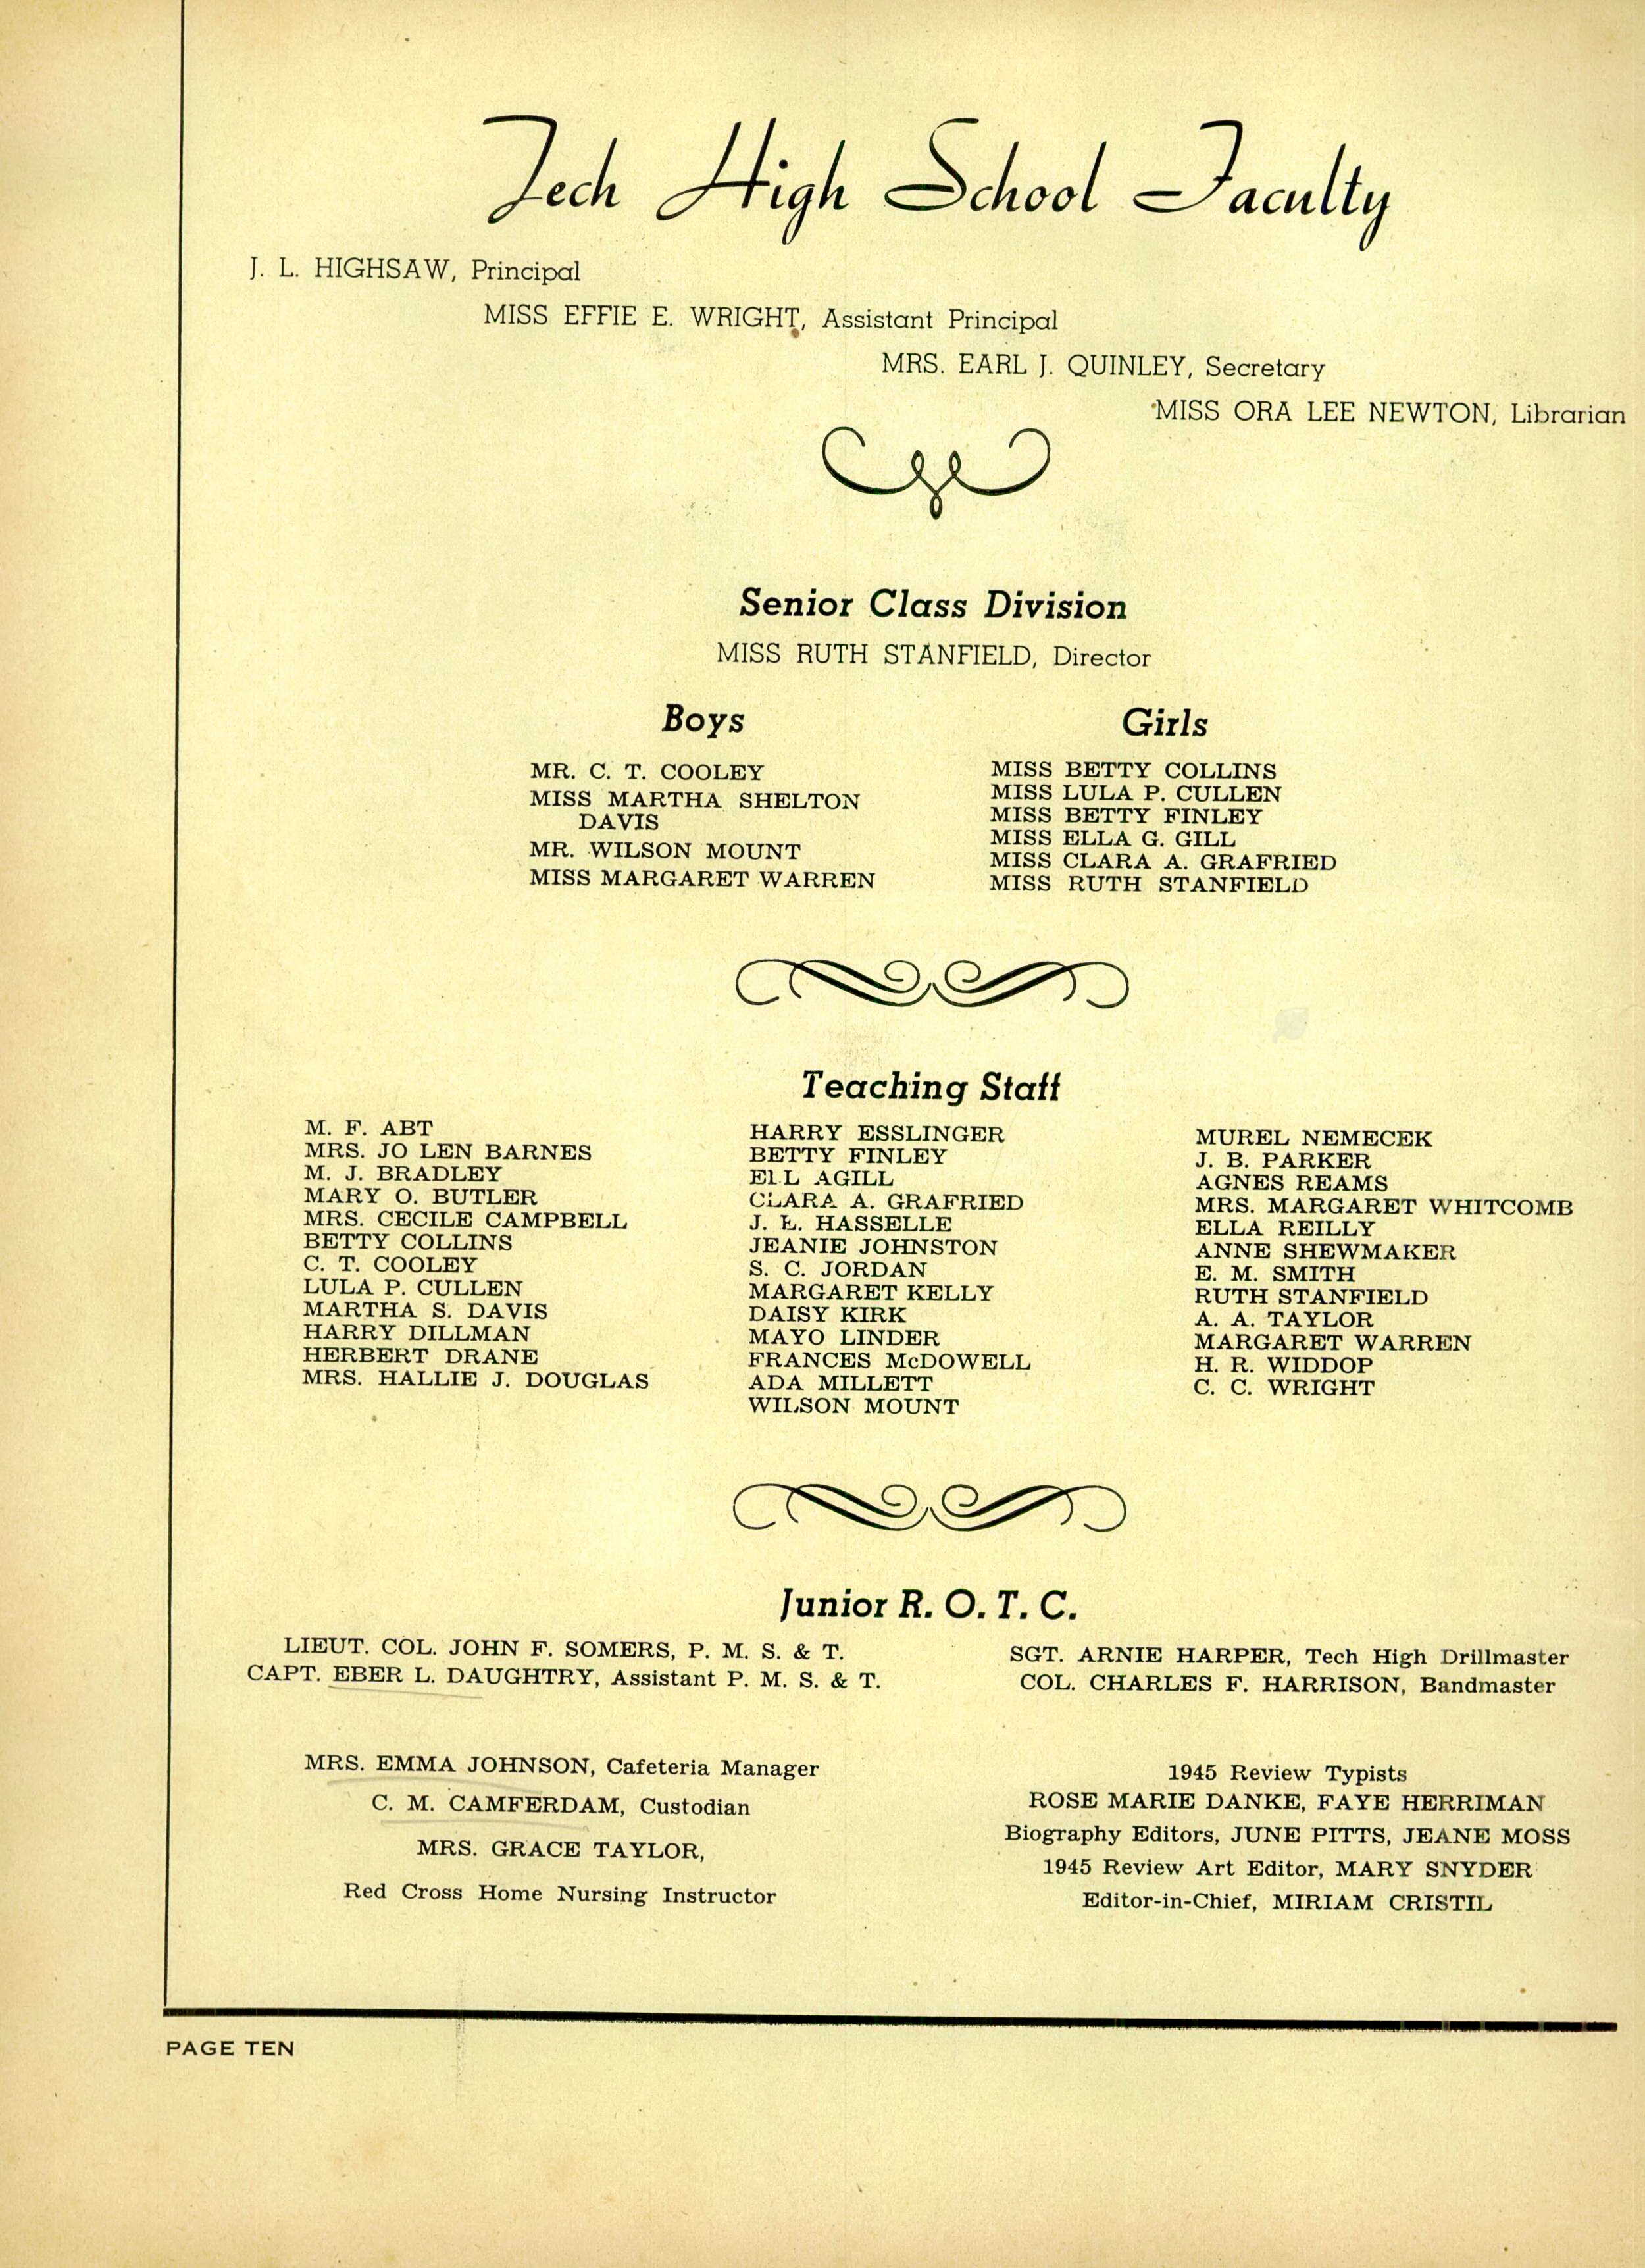 Tech High School Faculty
J. L. HIGHSAW, Principal
MISS EFFIE E. WRIGHT, Assistant Principal
MRS. EARL J. QUINLEY, Secretary
MISS ORA LEE NEWTON, Librarian
Senior Class Division
MISS RUTH STANFIELD, Director
Boys
MR. C. T. COOLEY
MISS MARTHA SHELTON
DAVIS
MR. WILSON MOUNT
MISS MARGARET WARREN
Girls
MISS BETTY COLLINS
MISS LULA P. CULLEN
MISS BETTY FINLEY
MISS ELLA G. GILL
MISS CLARA A. GRAFRIED
MISS RUTH STANFIELD
Teaching Staff
M. F. ABT
MRS. JO LEN BARNES
M. J. BRADLEY
MARY O. BUTLER
MRS. CECILE CAMPBELL
BETTY COLLINS
C. T. COOLEY
LULA P. CULLEN
MARTHA S. DAVIS
HARRY DILLMAN
HERBERT DRANE
MRS. HALLIE J. DOUGLAS
HARRY ESSLINGER
BETTY FINLEY
ELL AGILL
CLARA A. GRAFRIED
J. L. HASSELLE
JEANIE JOHNSTON
S. C. JORDAN
MARGARET KELLY
DAISY KIRK
MAYO LINDER
FRANCES McDOWELL
ADA MILLETT
WILSON MOUNT
MUREL NEMECEK
J. B. PARKER
AGNES REAMS
MRS. MARGARET WHITCOMB
ELLA REILLY
ANNE SHEWMAKER
E. M. SMITH
RUTH STANFIELD
A. A. TAYLOR
MARGARET WARREN
H. R. WIDDOP
C. C. WRIGHT
Junior R. O. T. C.
LIEUT. COL. JOHN F. SOMERS, P. M. S. & T.
CAPT. EBER L. DAUGHTRY, Assistant P. M. S. & T.
SGT. ARNIE HARPER, Tech High Drillmaster
COL. CHARLES F. HARRISON, Bandmaster
MRS. EMMA JOHNSON, Cafeteria Manager
C. M. CAMFERDAM, Custodian
MRS. GRACE TAYLOR,
Red Cross Home Nursing Instructor
1945 Review Typists
ROSE MARIE DANKE, FAYE HERRIMAN
Biography Editors, JUNE PITTS, JEANE MOSS
1945 Review Art Editor, MARY SNYDER
Editor-in-Chief, MIRIAM CRISTIL
PAGE TEN